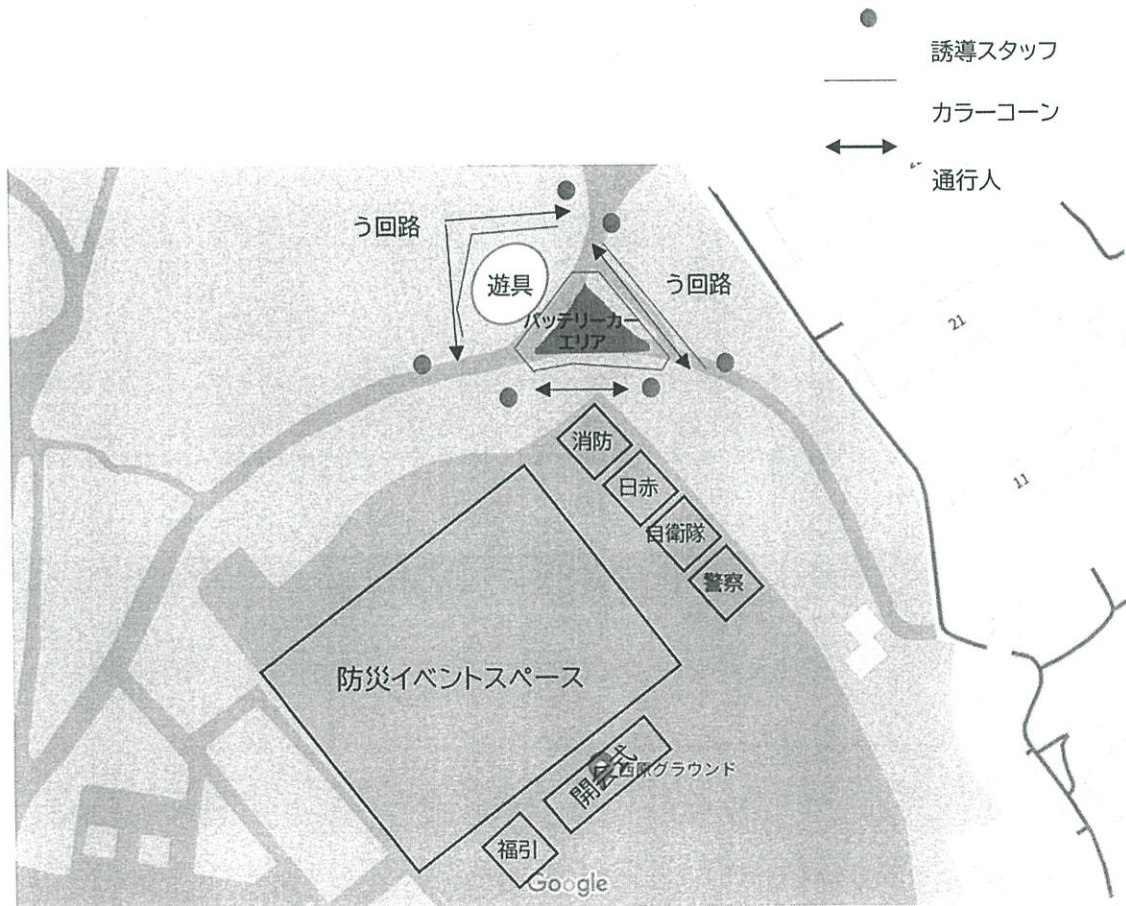 誘導スタッフ
カラーコーン
通行人
う回路
遊具
う回路
バッテリーカー
エリア
21
11
消防
日赤
自衛隊
警察
防災イベントスペース
開会式
西原グラウンド
福引
Google